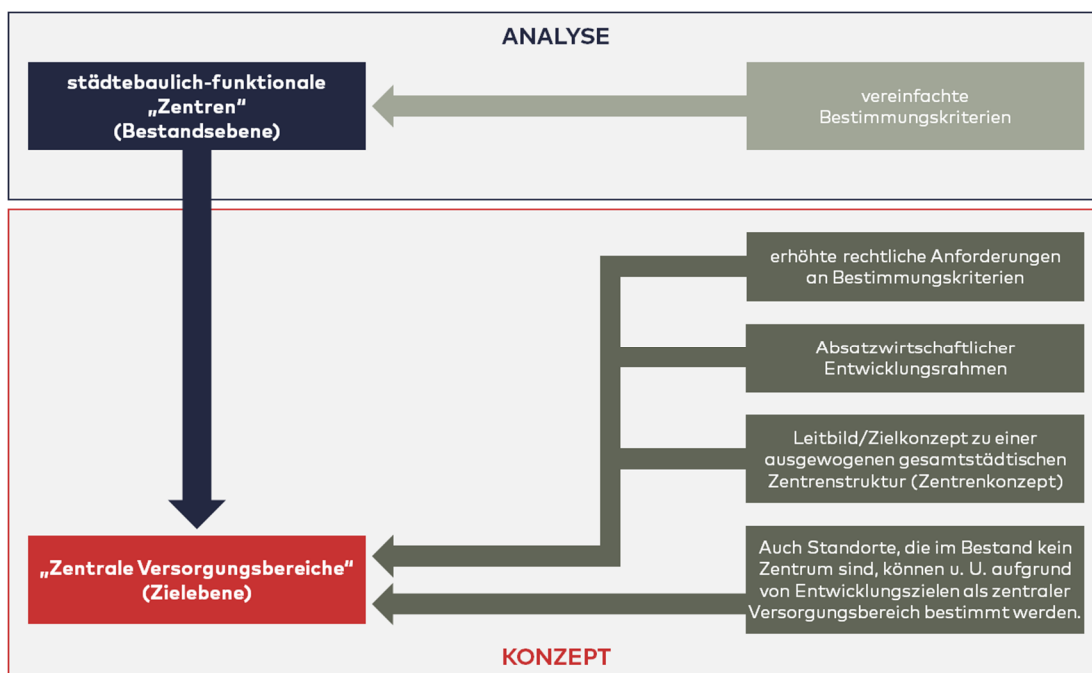 ANALYSE
städtebaulich-funktionale
„Zentren“
(Bestandsebene)
vereinfachte
Bestimmungskriterien
erhöhte rechtliche Anforderungen
an Bestimmungskriterien
Absatzwirtschaftlicher
Entwicklungsrahmen
Leitbild/Zielkonzept zu einer
ausgewogenen gesamtstädtischen
Zentrenstruktur (Zentrenkonzept)
„Zentrale Versorgungsbereiche“
(Zielebene)
Auch Standorte, die im Bestand kein
Zentrum sind, können u. U. aufgrund
von Entwicklungszielen als zentraler
Versorgungsbereich bestimmt werden.
KONZEPT